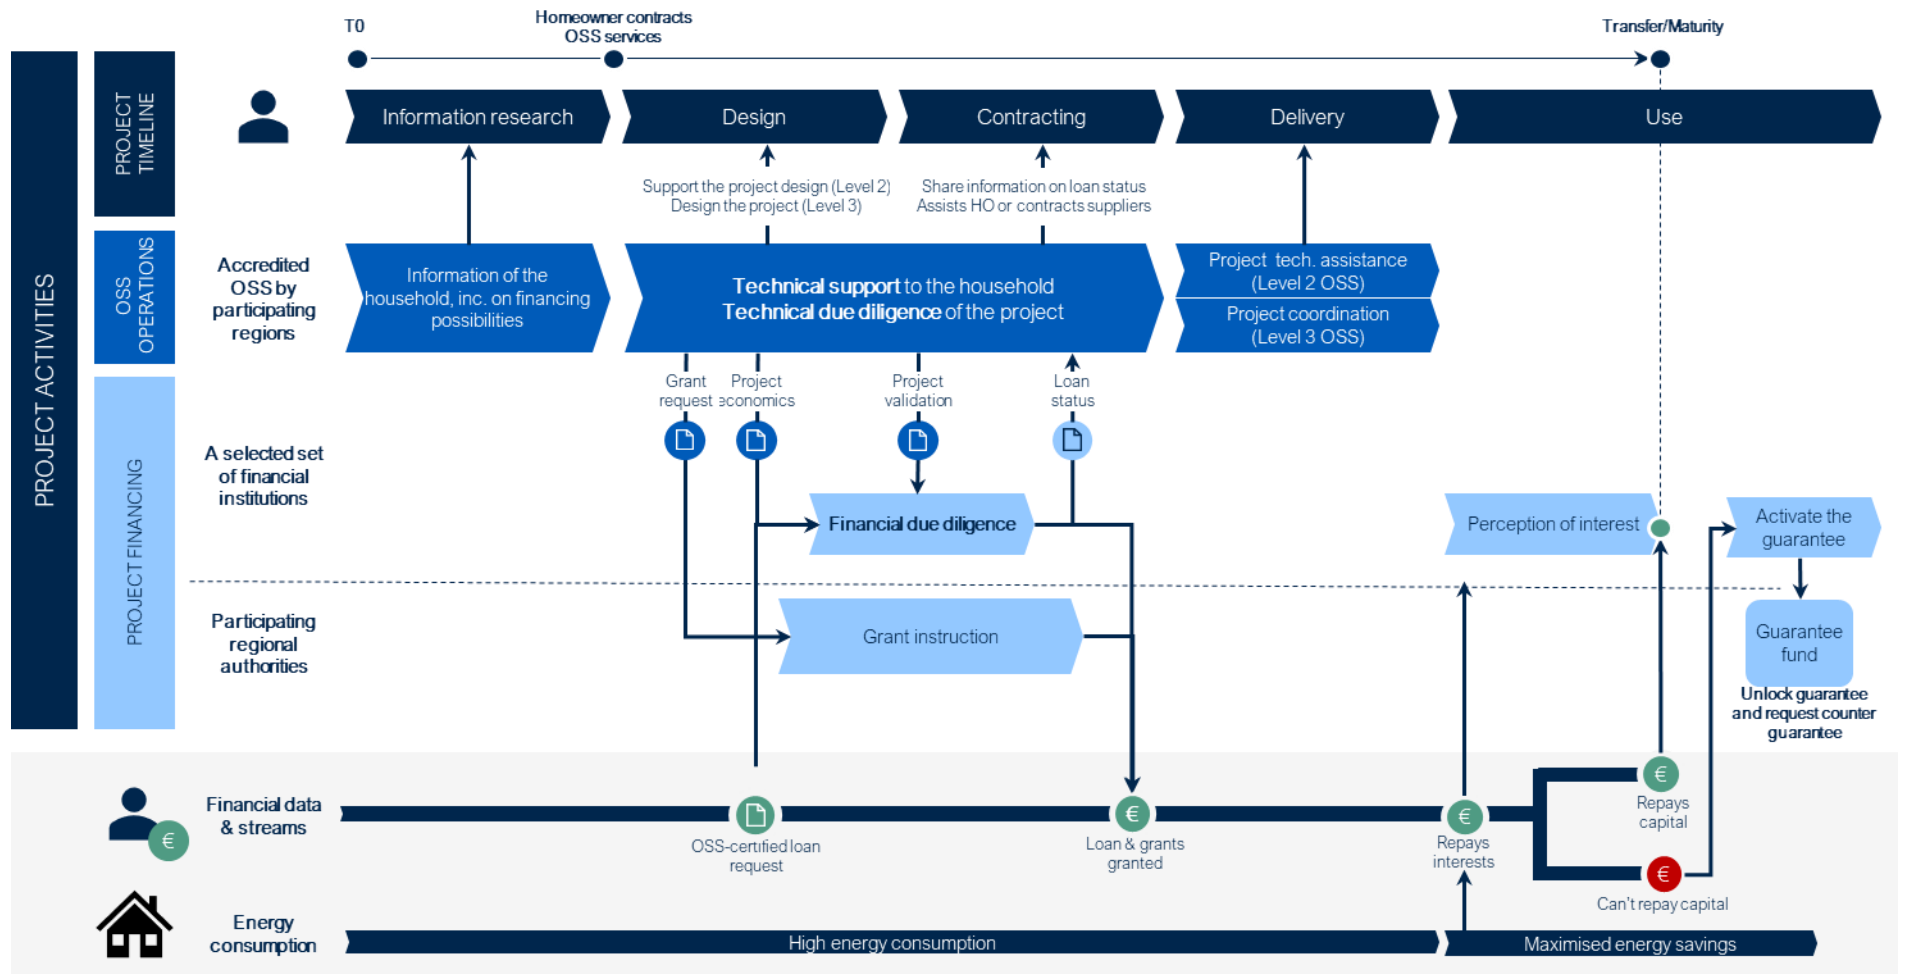 T0
Homeowner contracts
OSS services
Transfer/Maturity
PROJECT ACTIVITIES
PROJECT
TIMELINE
Information research
Design
Contracting
Delivery
Use
Support the project design (Level 2)
Design the project (Level 3)
Share information on loan status
Assists HO or contracts suppliers
OSS
OPERATIONS
Accredited
OSS by
participating
regions
Information of the
household, inc. on financing
possibilities
Technical support to the household
Technical due diligence of the project
Project tech. assistance
(Level 2 OSS)
Project coordination
(Level 3 OSS)
Grant
request
Project
economics
Project
validation
Loan
status
PROJECT FINANCING
A selected set
of financial
institutions
Financial due diligence
Perception of interest
Activate the
guarantee
Participating
regional
authorities
Grant instruction
Guarantee
fund
Unlock guarantee
and request counter
guarantee
€
Financial data
& streams
OSS-certified loan
request
€
Loan & grants
granted
€
Repays
interests
€
Repays
capital
€
Can't repay capital
Energy
consumption
High energy consumption
Maximised energy savings